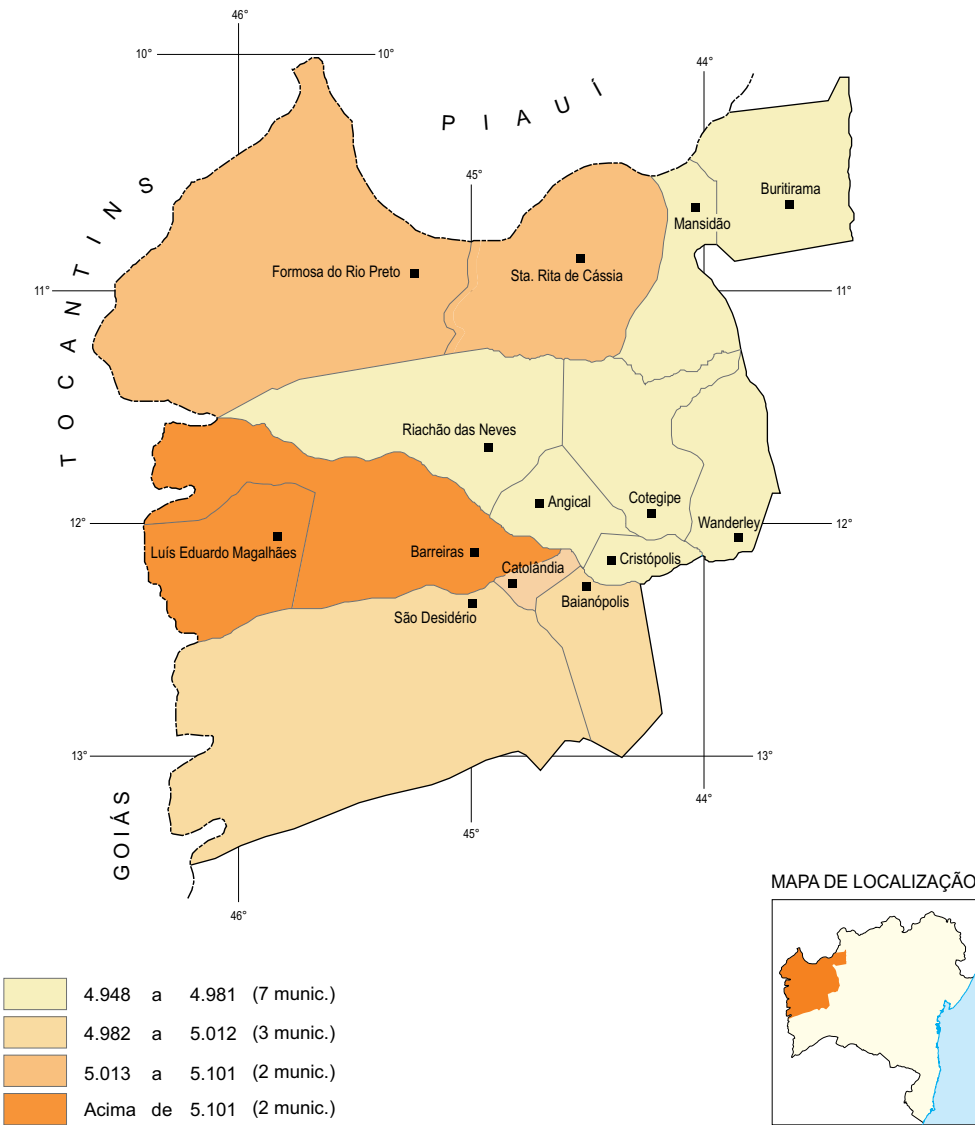 46°
10° 10°
44°
P I A U Í
45°
TOCANTINS
Buritirama
Mansidão
Formosa do Rio Preto
Sta. Rita de Cássia
11° 11°
Riachão das Neves
Angical
Cotegipe
Wanderley
12° 12°
Luís Eduardo Magalhães
Barreiras
Cristópolis
Catolândia
Baianópolis
São Desidério
13° 13°
GOIÁS
44°
45°
46°
MAPA DE LOCALIZAÇÃO
4.948 a 4.981 (7 munic.)
4.982 a 5.012 (3 munic.)
5.013 a 5.101 (2 munic.)
Acima de 5.101 (2 munic.)